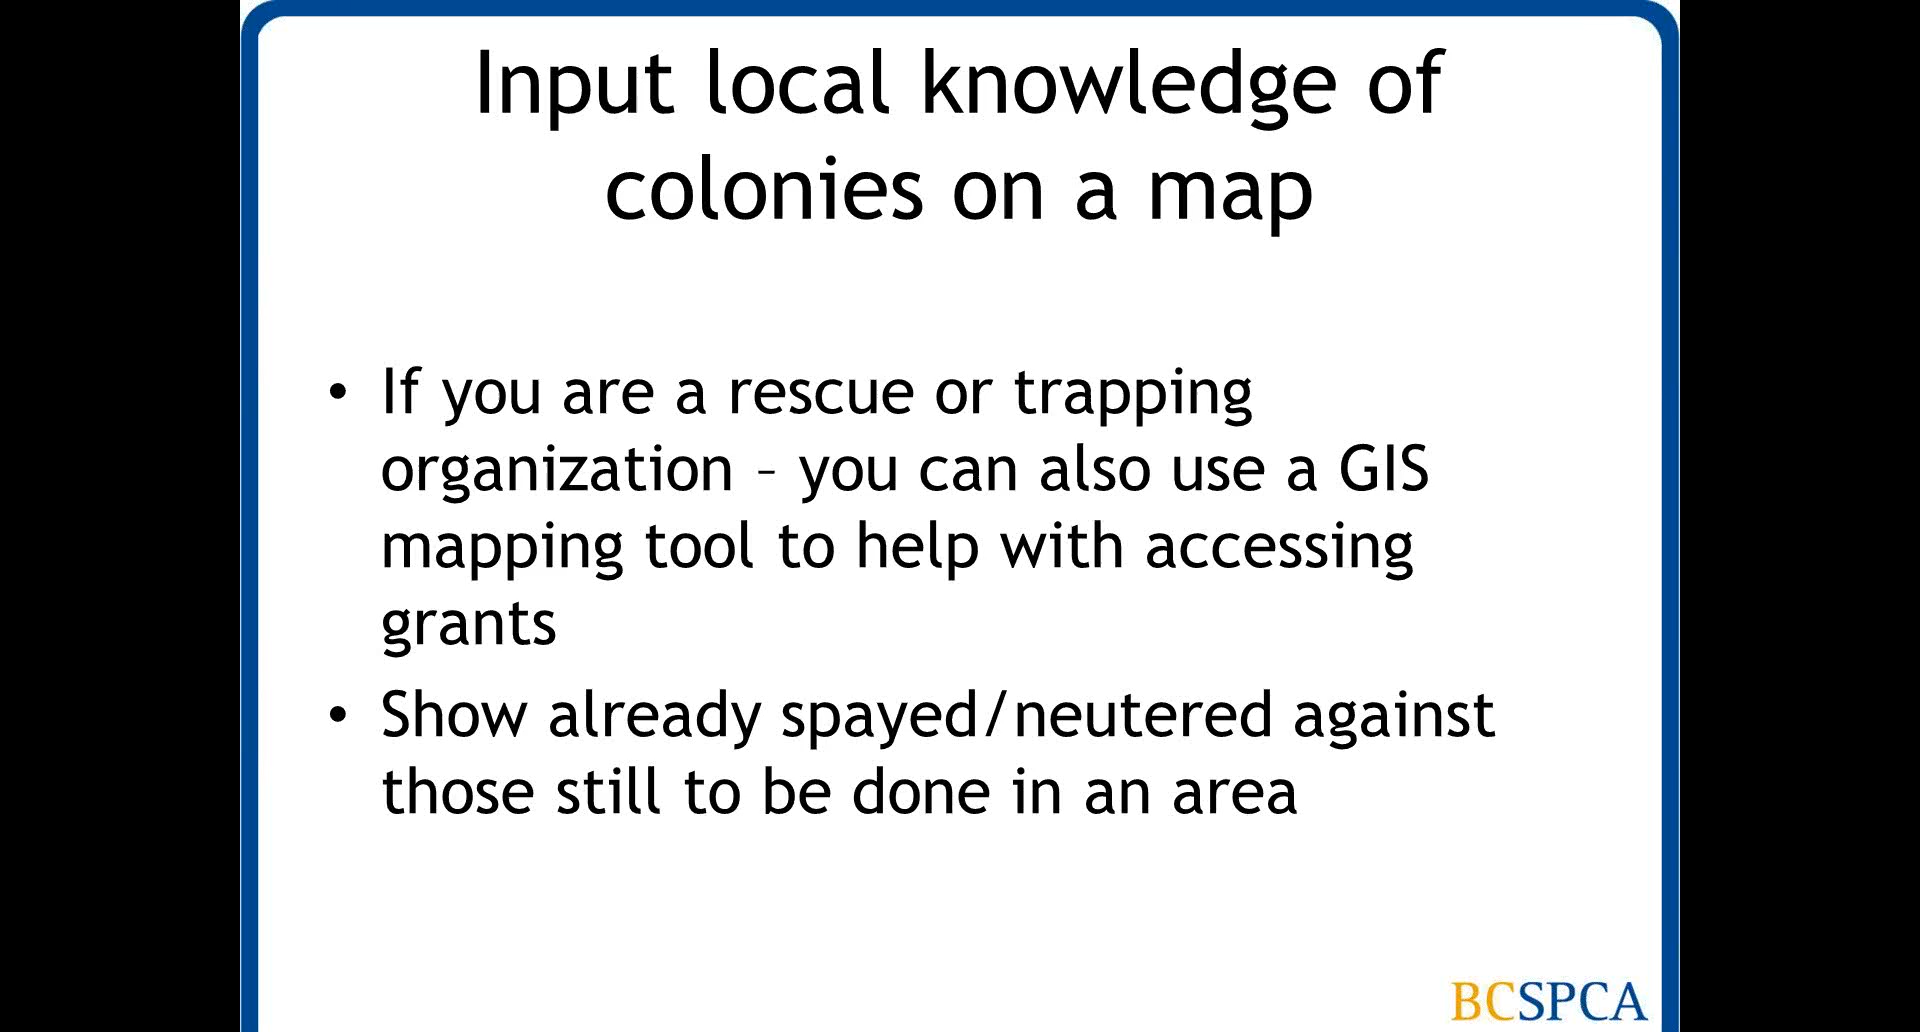 Input local knowledge of
colonies on a map
• If you are a rescue or trapping
organization – you can also use a GIS
mapping tool to help with accessing
grants
• Show already spayed/neutered against
those still to be done in an area
BCSPCA